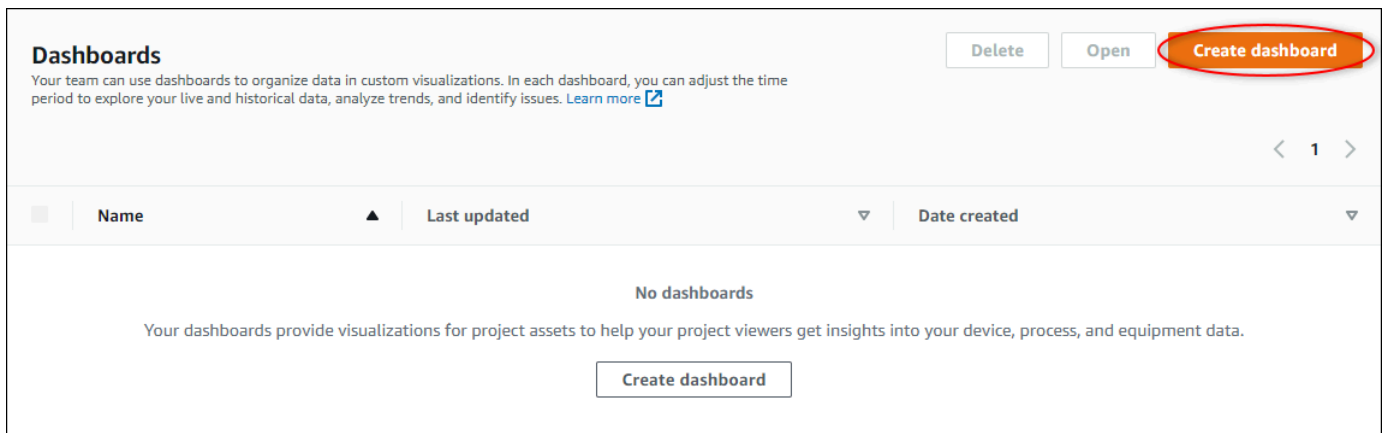 Dashboards
Delete
Open
Create dashboard
Your team can use dashboards to organize data in custom visualizations. In each dashboard, you can adjust the time
period to explore your live and historical data, analyze trends, and identify issues. Learn more
1
Name
Last updated
Date created
No dashboards
Your dashboards provide visualizations for project assets to help your project viewers get insights into your device, process, and equipment data.
Create dashboard